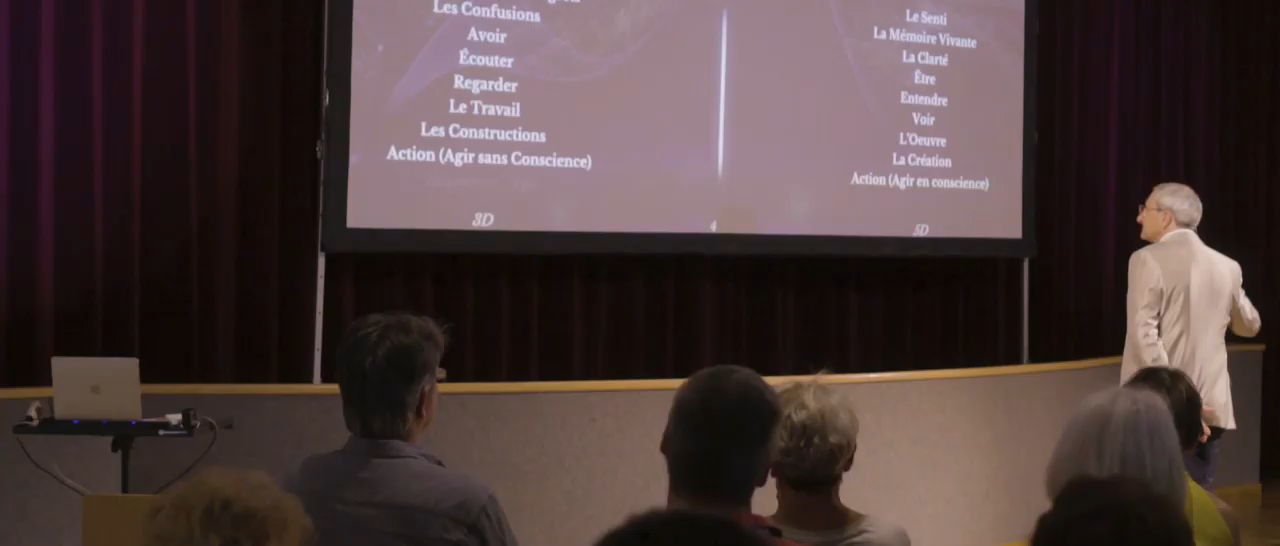 Les Confusions
Avoir
Écouter
Regarder
Le Travail
Les Constructions
Action (Agir sans Conscience)
3D
4
Le Senti
La Mémoire Vivante
La Clarté
Être
Entendre
Voir
L'Oeuvre
La Création
Action (Agir en conscience)
5D